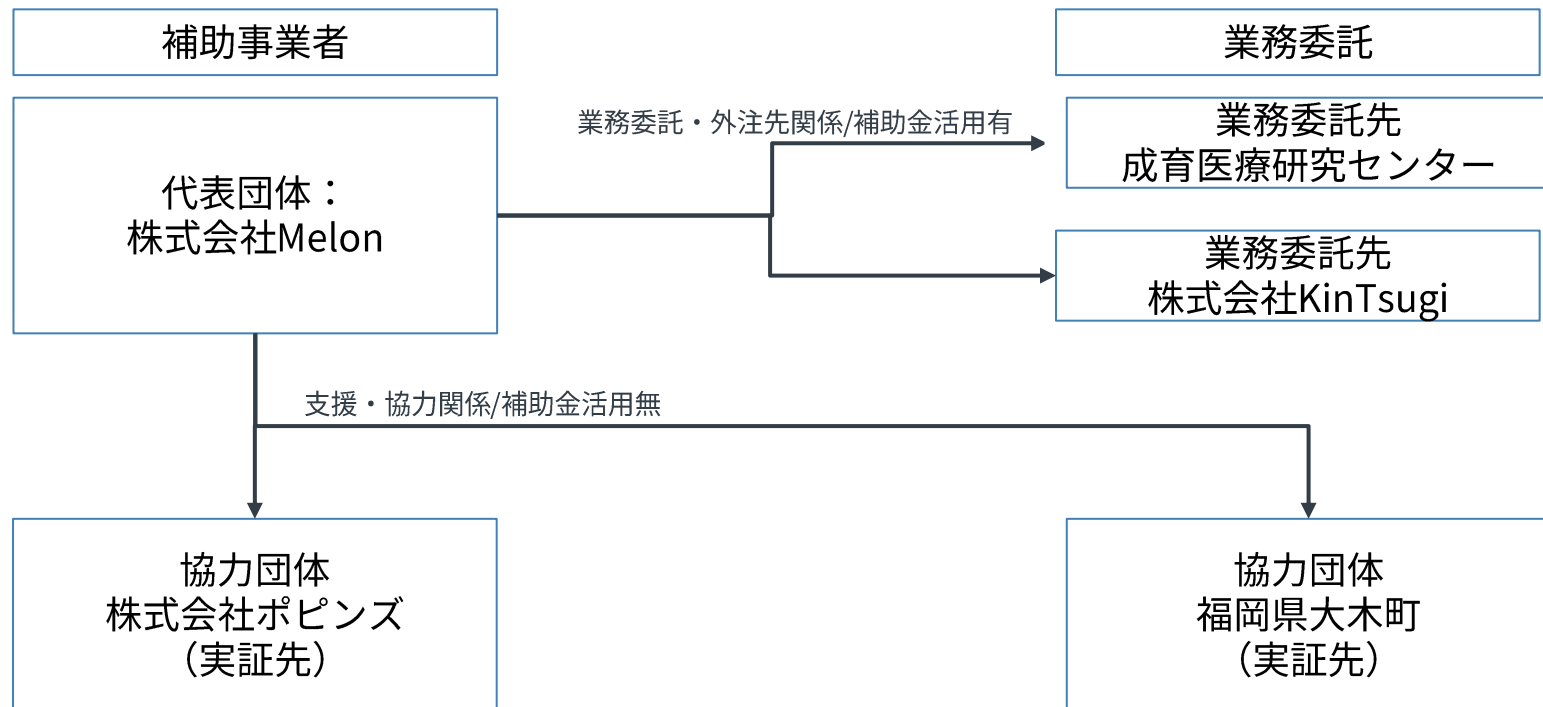 補助事業者
業務委託
代表団体：
株式会社Melon
業務委託・外注先関係/補助金活用有
業務委託先
成育医療研究センター
業務委託先
株式会社KinTsugi
支援・協力関係/補助金活用無
協力団体
株式会社ポピンズ
（実証先）
協力団体
福岡県大木町
（実証先）